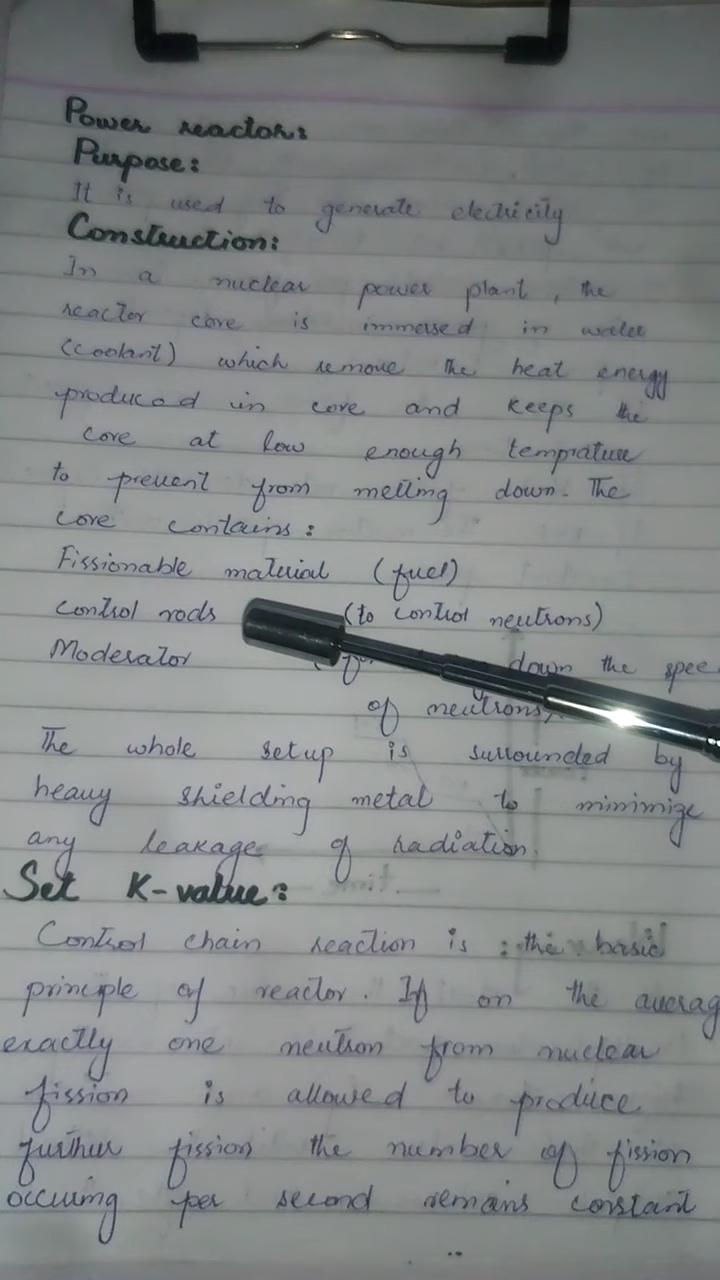 Power reactor:
Purpose:
It is used to generate electricity
Construction:
In a nuclear power plant, the
reactor core is immersed in water
(coolant) which remove the heat energy
produced in core and keeps the
core at low enough temprature
to prevent from melting down. The
core contains:
Fissionable material (fuel)
Control rods (to control neutrons)
Moderator down the spee
of neutrons
The whole setup is surrounded by
heavy shielding metal to minimize
any leakage of radiation.
Set K-value:
Control chain reaction is : the basic
principle of reactor. If on the averag
exactly one neutron from nuclear
fission is allowed to produce
further fission the number of fission
occuring per second remains constant